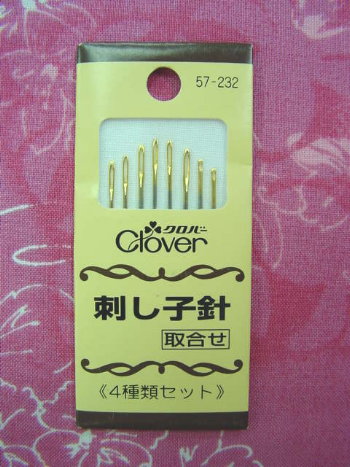 57-232
クロバー
Clover
刺し子針
取合せ
《4種類セット》